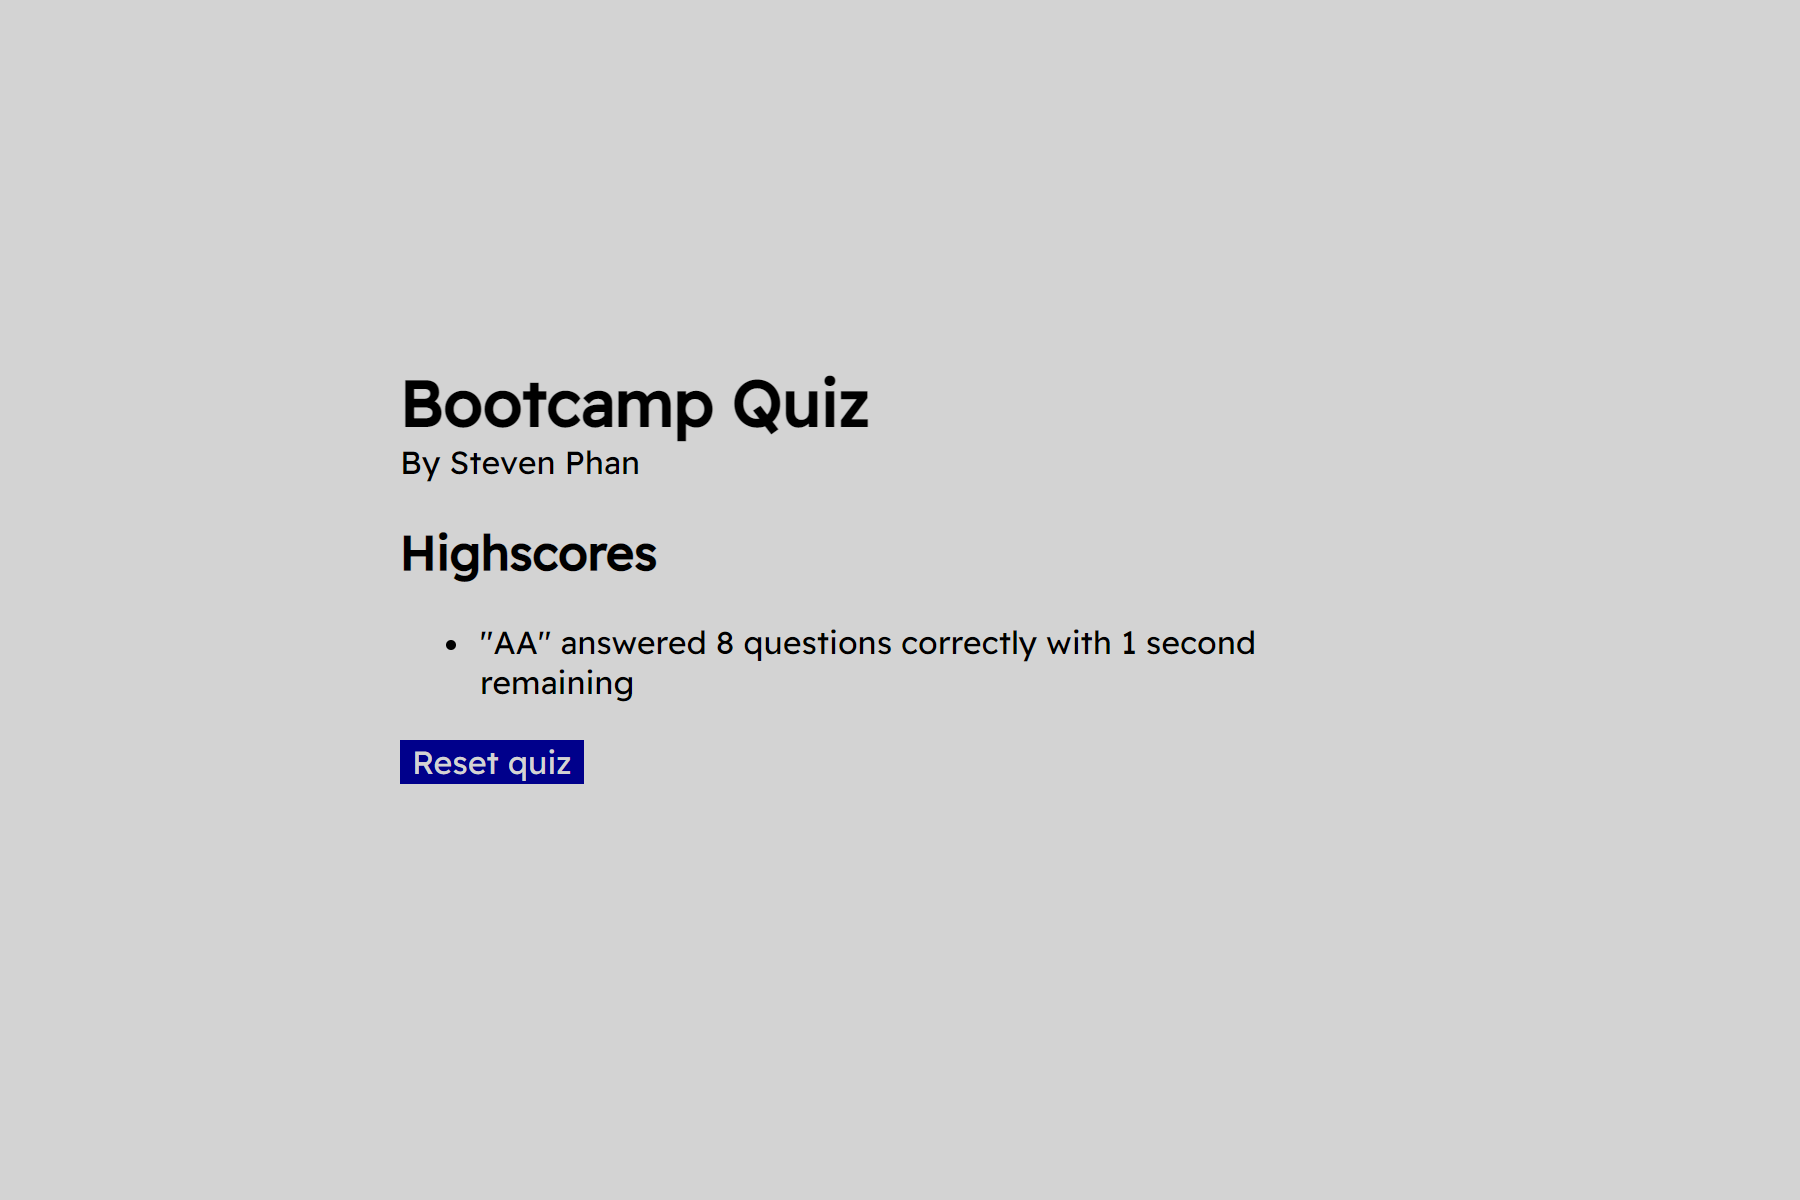 Bootcamp Quiz
By Steven Phan
Highscores
"AA" answered 8 questions correctly with 1 second
remaining
Reset quiz